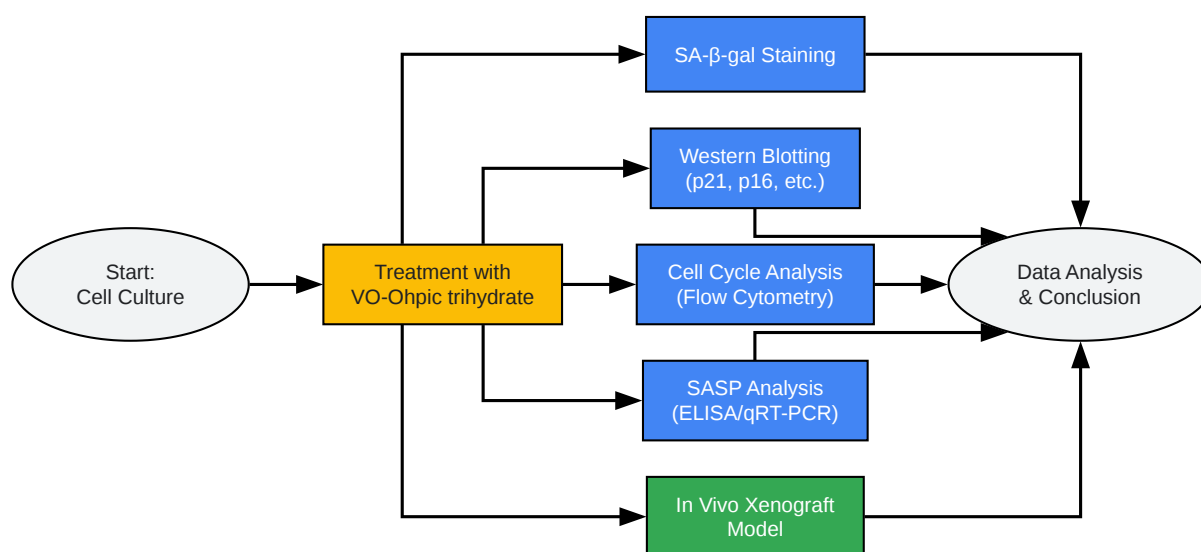 Start:
Cell Culture
Treatment with
VO-Ohpic trihydrate
SA-β-gal Staining
Western Blotting
(p21, p16, etc.)
Cell Cycle Analysis
(Flow Cytometry)
SASP Analysis
(ELISA/qRT-PCR)
In Vivo Xenograft
Model
Data Analysis
& Conclusion